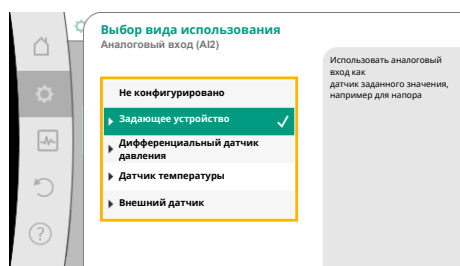 Выбор вида использования
Аналоговый вход (AI2)
Не конфигурировано
Задающее устройство
Дифференциальный датчик
давления
Датчик температуры
Внешний датчик
Использовать аналоговый
вход как
датчик заданного значения,
например для напора
?